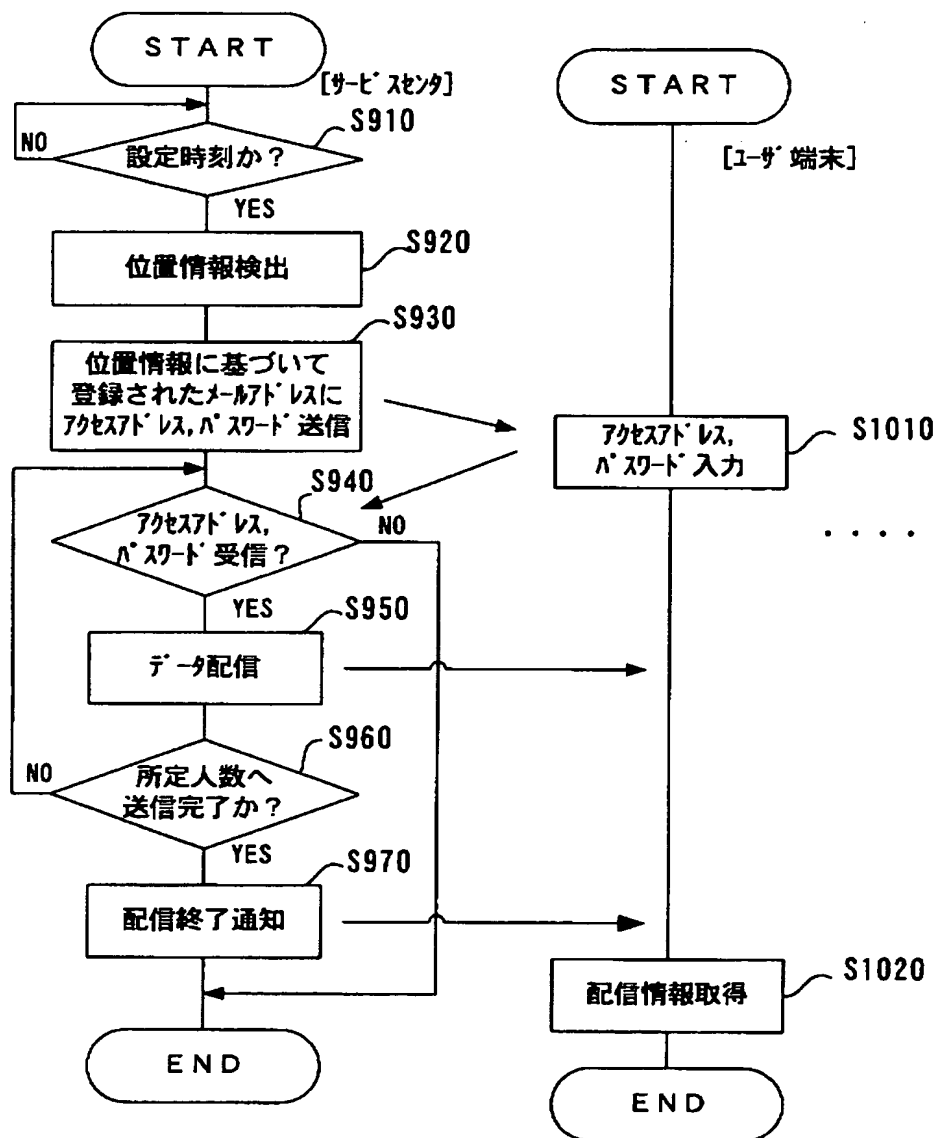 START
[サービスセンタ]
S910
NO
設定時刻か?
YES
S920
位置情報検出
S930
位置情報に基づいて
登録されたメールアドレスに
アクセスアドレス,パスワード送信
S940
アクセスアドレス,
パスワード受信?
NO
YES
S950
データ配信
S960
NO
所定人数へ
送信完了か?
YES
S970
配信終了通知
END
START
[ユーザ端末]
S1010
アクセスアドレス,
パスワード入力
・・・・
S1020
配信情報取得
END